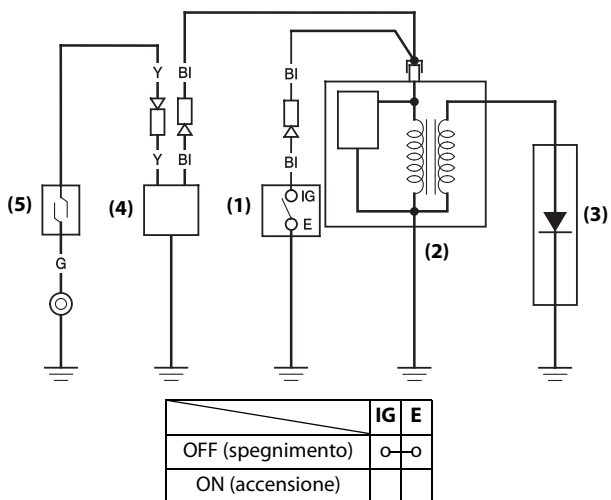 Y
Bl
Bl
Y
Bl
Bl
IG
E
G
(5)
(4)
(1)
(2)
(3)
IG E
OFF (spegnimento) o-o
ON (accensione)